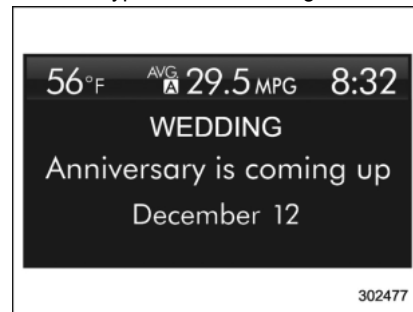 56°F AVG A 29.5 MPG 8:32
WEDDING
Anniversary is coming up
December 12
302477